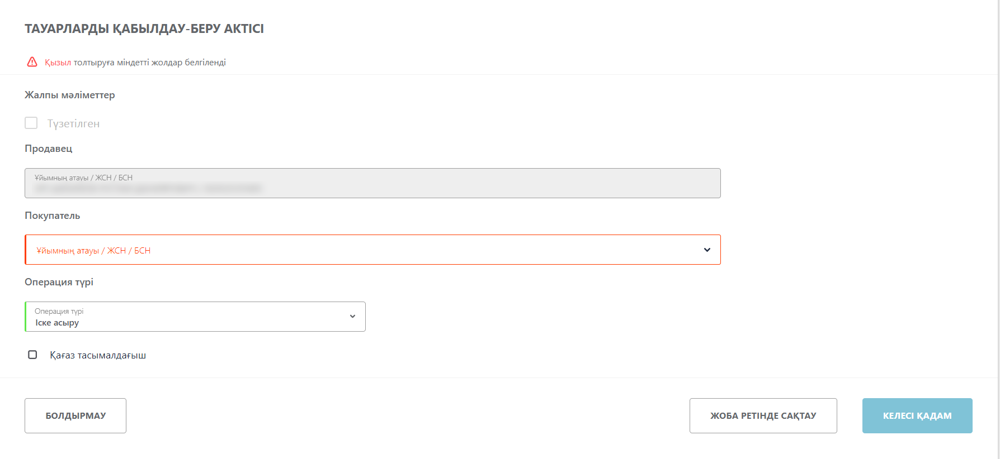 ТАУАРЛАРДЫ ҚАБЫЛДАУ-БЕРУ АКТІСІ
Қызыл толтыруға міндетті жолдар белгіленді
Жалпы мәліметтер
Түзетілген
Продавец
Ұйымның атауы / ЖСН / БСН
Покупатель
Ұйымның атауы / ЖСН / БСН
Операция түрі
Операция түрі
Іске асыру
Қағаз тасымалдағыш
БОЛДЫРМАУ
ЖОБА РЕТІНДЕ САҚТАУ
КЕЛЕСІ ҚАДАМ